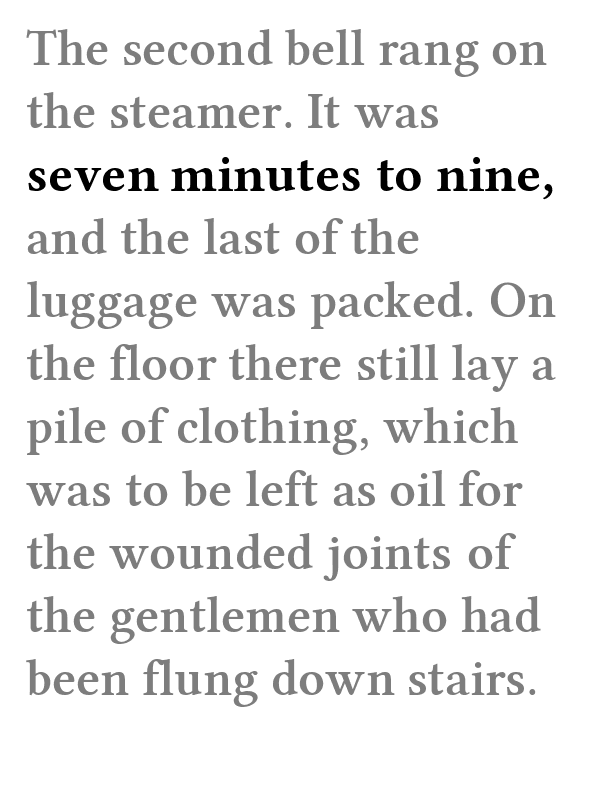 The second bell rang on
the steamer. It was
seven minutes to nine,
and the last of the
luggage was packed. On
the floor there still lay a
pile of clothing, which
was to be left as oil for
the wounded joints of
the gentlemen who had
been flung down stairs.